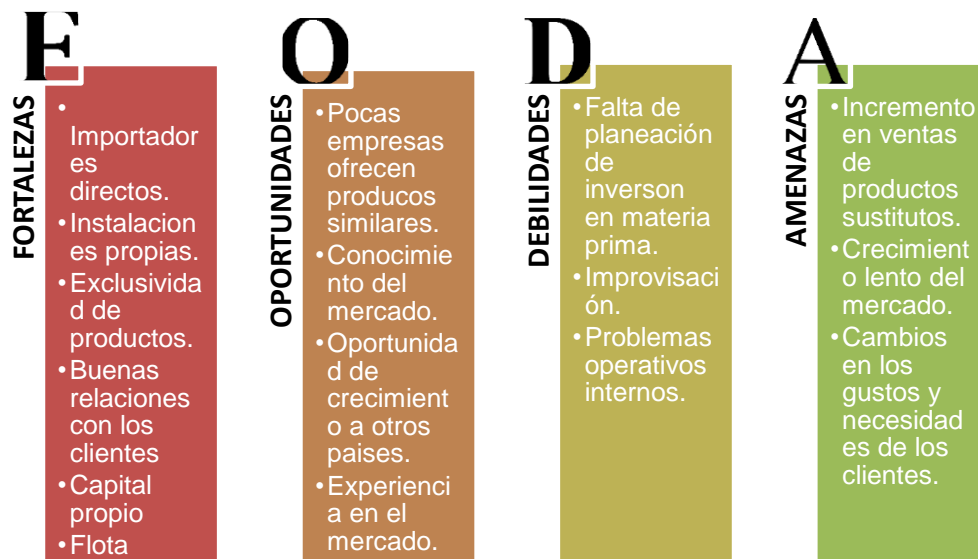 F
FORTALEZAS
•
Importador
es
directos.
•Instalacion
es propias.
•Exclusivida
d de
productos.
•Buenas
relaciones
con los
clientes
•Capital
propio
•Flota
O
OPORTUNIDADES
•Pocas
empresas
ofrecen
producos
similares.
•Conocimie
nto del
mercado.
•Oportunida
d de
crecimient
o a otros
paises.
•Experienci
a en el
mercado.
D
DEBILIDADES
•Falta de
planeación
de
inverson
en materia
prima.
•Improvisaci
ón.
•Problemas
operativos
internos.
A
AMENAZAS
•Incremento
en ventas
de
productos
sustitutos.
•Crecimient
o lento del
mercado.
•Cambios
en los
gustos y
necesidad
es de los
clientes.